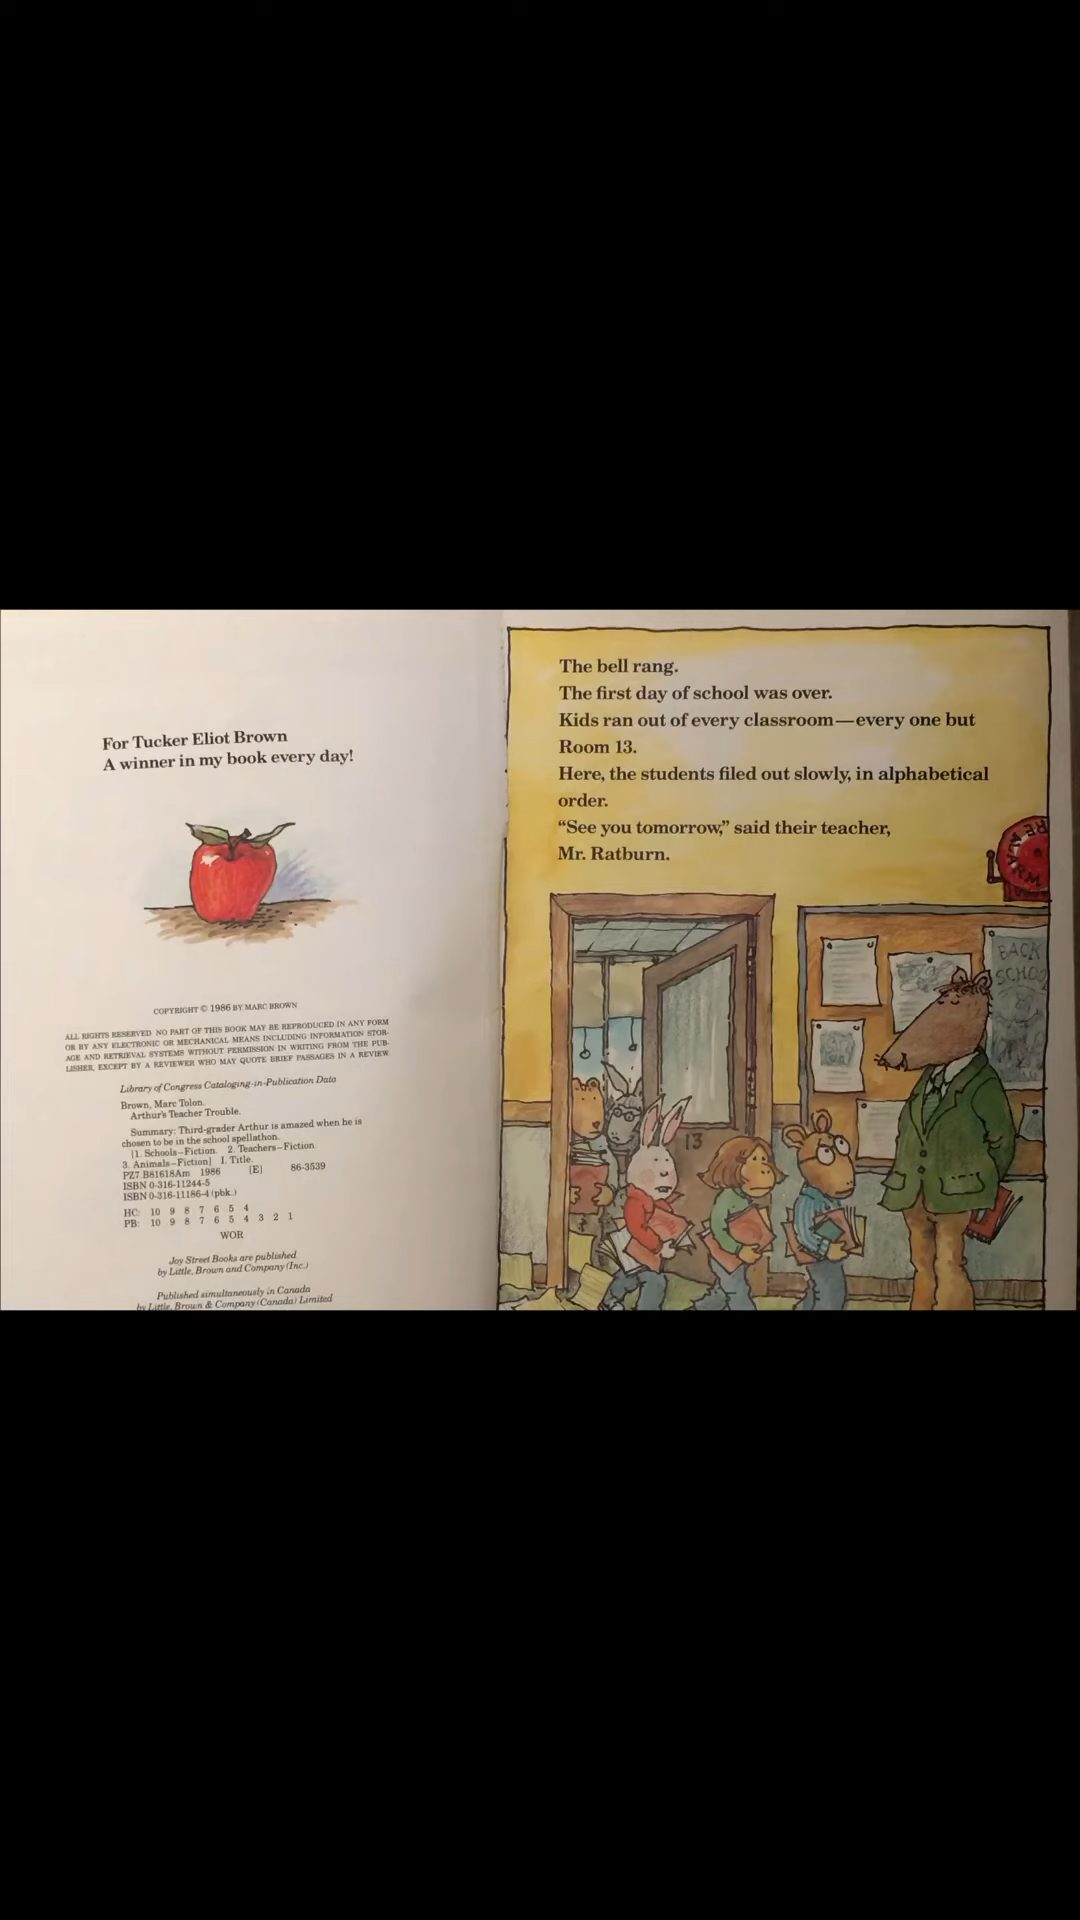 For Tucker Eliot Brown
A winner in my book every day!
COPYRIGHT © 1986 BY MARC BROWN
ALL RIGHTS RESERVED NO PART OF THIS BOOK MAY BE REPRODUCED IN ANY FORM
OR BY ANY ELECTRONIC OR MECHANICAL MEANS INCLUDING INFORMATION STOR-
AGE AND RETRIEVAL SYSTEMS WITHOUT PERMISSION IN WRITING FROM THE PUB-
LISHER, EXCEPT BY A REVIEWER WHO MAY QUOTE BRIEF PASSAGES IN A REVIEW.
Library of Congress Cataloging-in-Publication Data
Brown, Marc Tolon.
Arthur's Teacher Trouble.
Summary: Third-grader Arthur is amazed when he is
chosen to be in the school spellathon.
[1. Schools—Fiction. 2. Teachers—Fiction.
3. Animals—Fiction] I. Title.
PZ7.B81618Am 1986 [E] 86-3539
ISBN 0-316-11244-5
ISBN 0-316-11186-4 (pbk.)
HC: 10 9 8 7 6 5 4
PB: 10 9 8 7 6 5 4 3 2 1
WOR
Joy Street Books are published
by Little, Brown and Company (Inc.)
Published simultaneously in Canada
by Little, Brown & Company (Canada) Limited
The bell rang.
The first day of school was over.
Kids ran out of every classroom—every one but
Room 13.
Here, the students filed out slowly, in alphabetical
order.
“See you tomorrow,” said their teacher,
Mr. Ratburn.
RE ALARM
BACK
SCHOO
13